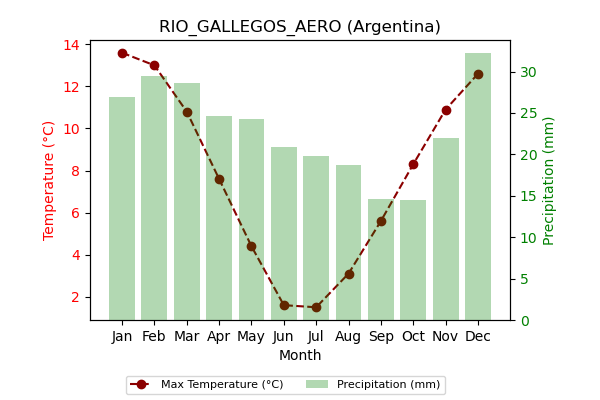 RIO_GALLEGOS_AERO (Argentina)
14
12
10
8
6
4
2
Temperature (°C)
30
25
20
15
10
5
0
Precipitation (mm)
Jan Feb Mar Apr May Jun Jul Aug Sep Oct Nov Dec
Month
Max Temperature (°C) Precipitation (mm)